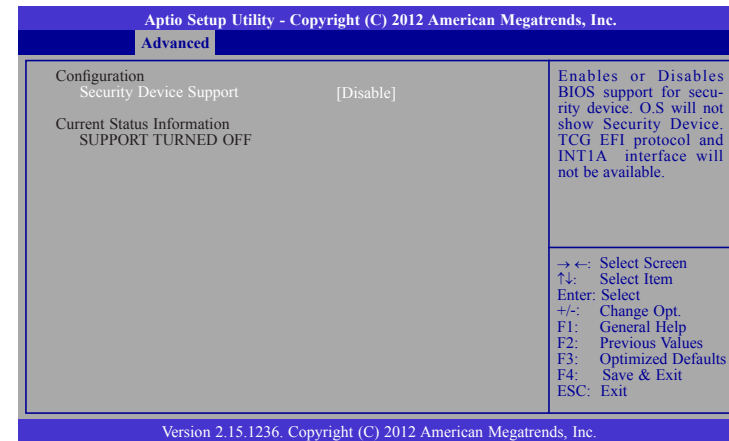 Aptio Setup Utility - Copyright (C) 2012 American Megatrends, Inc.
Advanced
Configuration
Security Device Support [Disable]
Current Status Information
SUPPORT TURNED OFF
Enables or Disables
BIOS support for secu-
rity device. O.S will not
show Security Device.
TCG EFI protocol and
INT1A interface will
not be available.
→ ←: Select Screen
↑↓: Select Item
Enter: Select
+/-: Change Opt.
F1: General Help
F2: Previous Values
F3: Optimized Defaults
F4: Save & Exit
ESC: Exit
Version 2.15.1236. Copyright (C) 2012 American Megatrends, Inc.